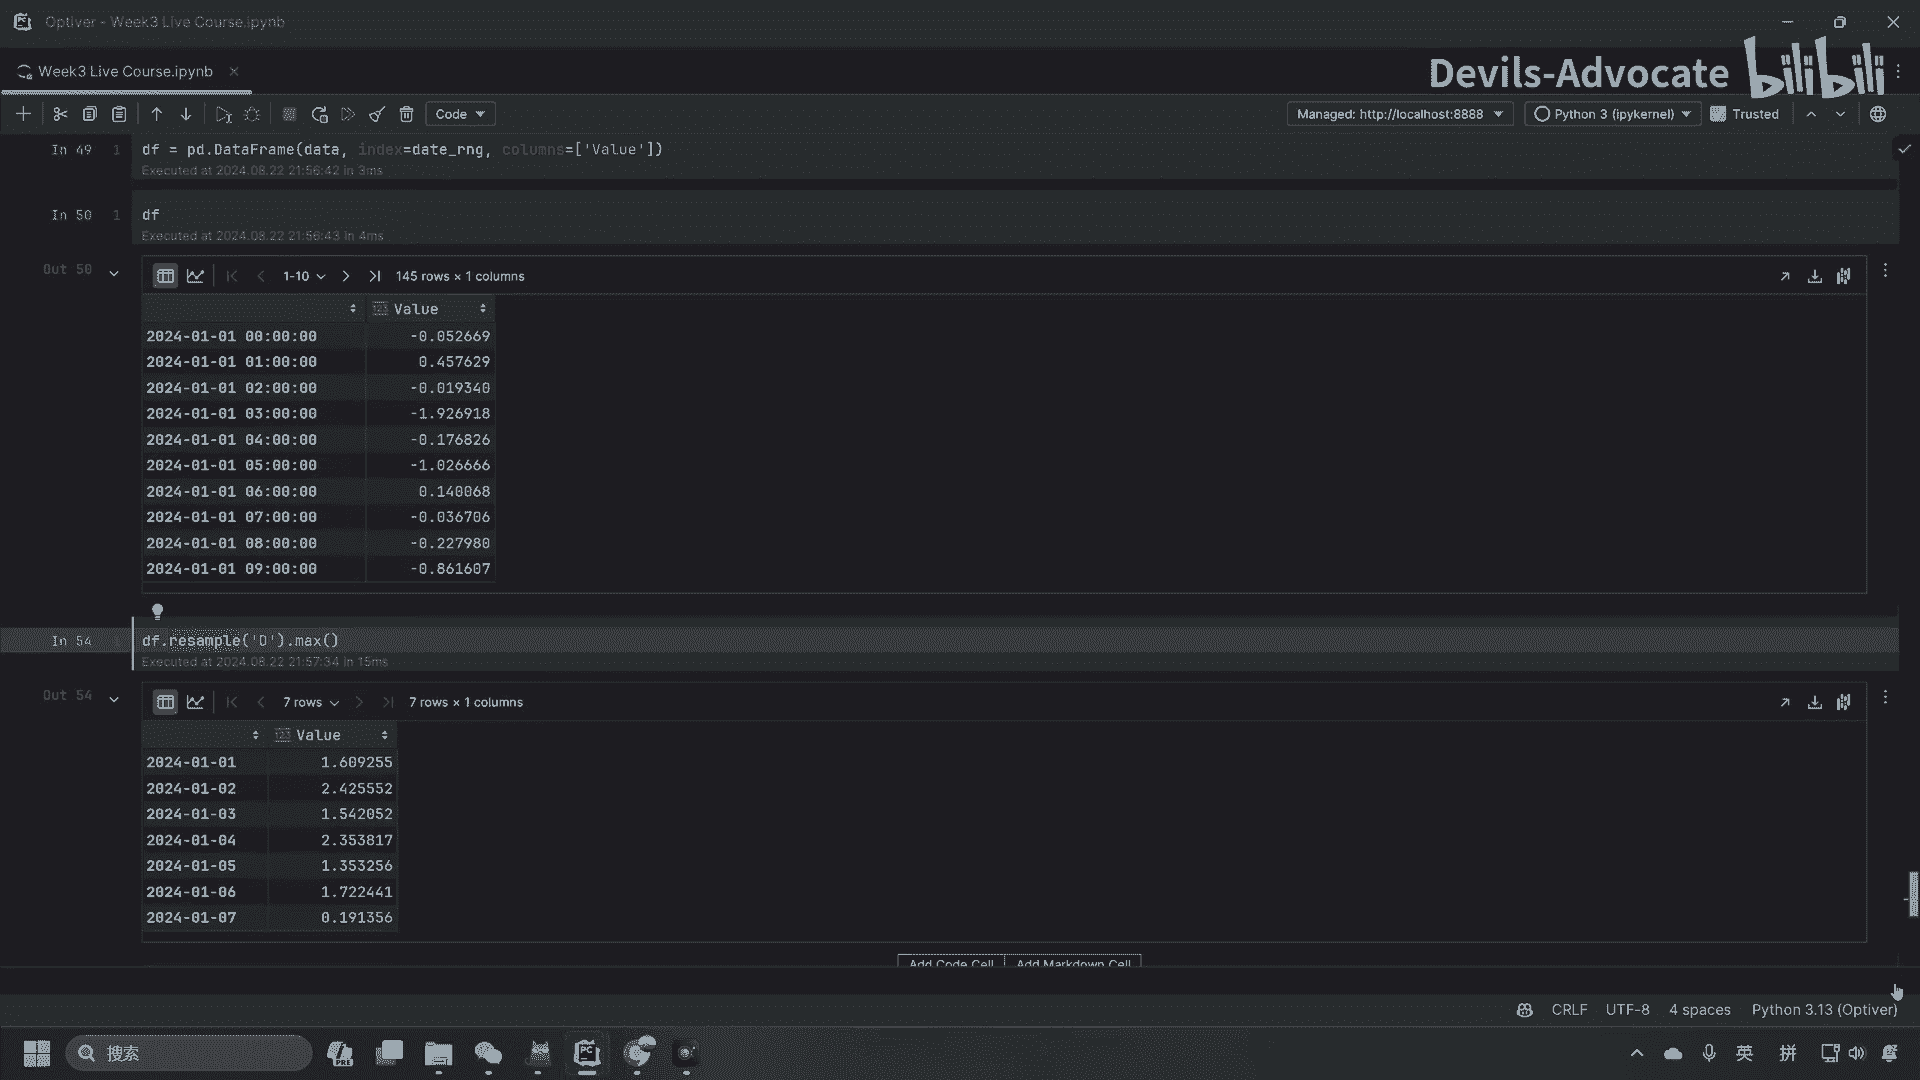 Optiver - Week3 Live Course.ipynb
Week3 Live Course.ipynb
Devils-Advocate bilibili
Code
Managed: http://localhost:8888
Python 3 (ipykernel)
Trusted
In 49 1 df = pd.DataFrame(data, index=date_rng, columns=['Value'])
Executed at 2024.08.22 21:56:42 in 3ms
In 50 1 df
Executed at 2024.08.22 21:56:43 in 4ms
Out 50
1-10 145 rows × 1 columns
123 Value
2024-01-01 00:00:00 -0.052669
2024-01-01 01:00:00 0.457629
2024-01-01 02:00:00 -0.019340
2024-01-01 03:00:00 -1.926918
2024-01-01 04:00:00 -0.176826
2024-01-01 05:00:00 -1.026666
2024-01-01 06:00:00 0.140068
2024-01-01 07:00:00 -0.036706
2024-01-01 08:00:00 -0.227980
2024-01-01 09:00:00 -0.861607
In 54 1 df.resample('D').max()
Executed at 2024.08.22 21:57:34 in 15ms
Out 54
7 rows 7 rows × 1 columns
123 Value
2024-01-01 1.609255
2024-01-02 2.425552
2024-01-03 1.542052
2024-01-04 2.353817
2024-01-05 1.353256
2024-01-06 1.722441
2024-01-07 0.191356
Add Code Cell Add Markdown Cell
CRLF UTF-8 4 spaces Python 3.13 (Optiver)
搜索
PRE
PC
英
拼